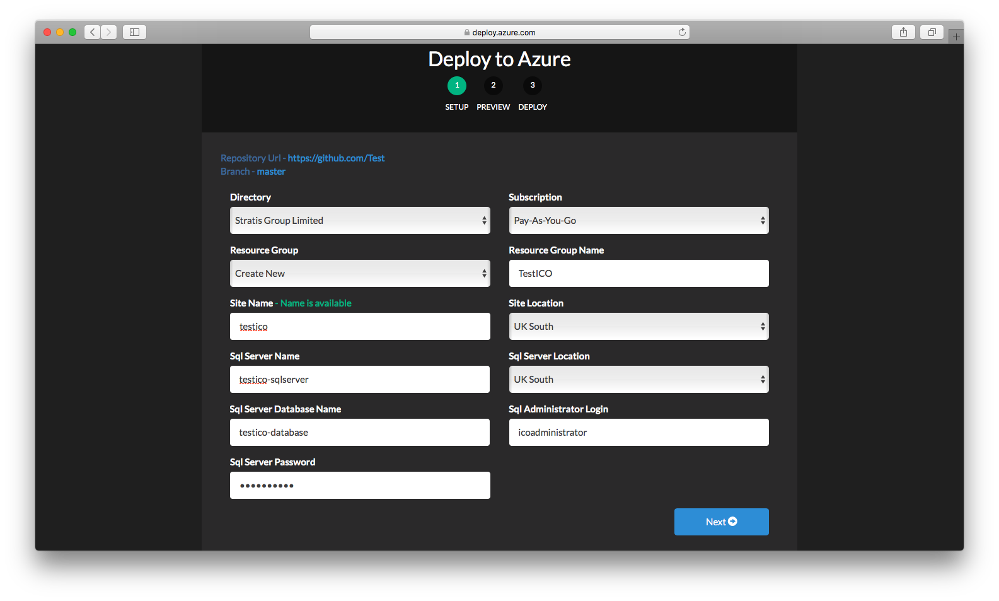 deploy.azure.com
Deploy to Azure
1 2 3
SETUP PREVIEW DEPLOY
Repository Url - https://github.com/Test
Branch - master
Directory Subscription
Stratis Group Limited Pay-As-You-Go
Resource Group Resource Group Name
Create New TestICO
Site Name - Name is available Site Location
testico UK South
Sql Server Name Sql Server Location
testico-sqlserver UK South
Sql Server Database Name Sql Administrator Login
testico-database icoadministrator
Sql Server Password
••••••••••
Next